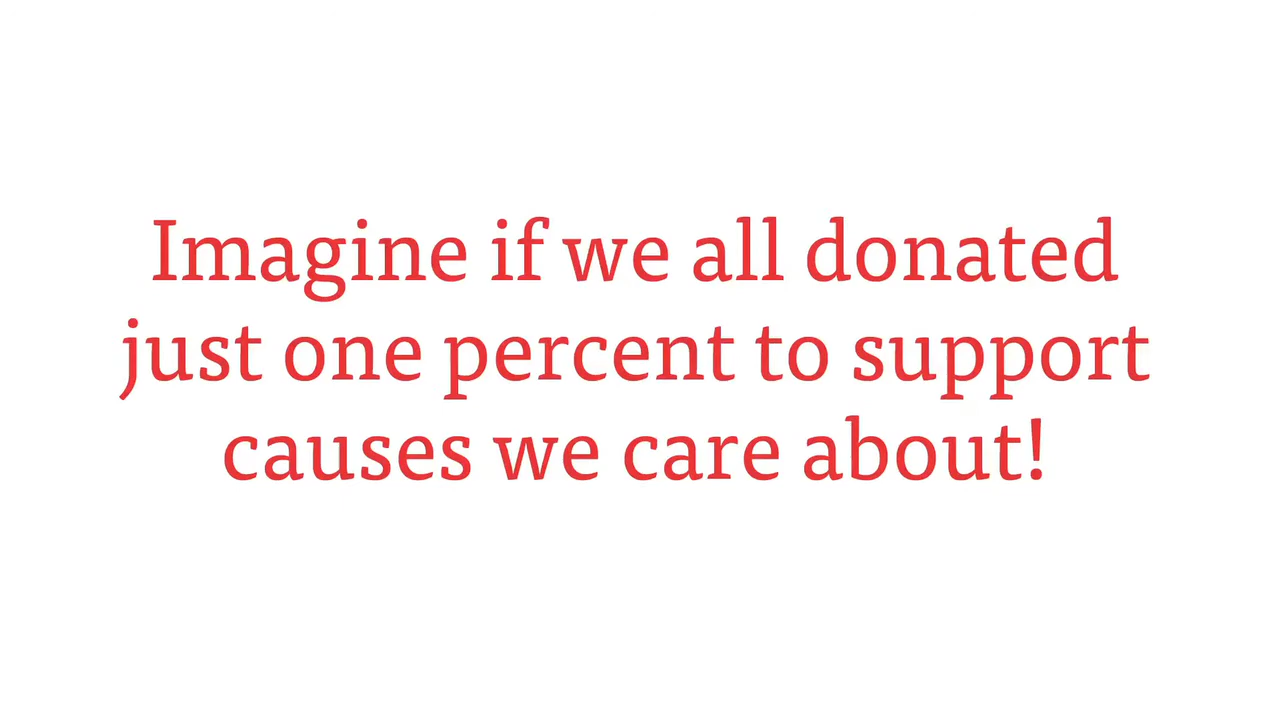 Imagine if we all donated
just one percent to support
causes we care about!